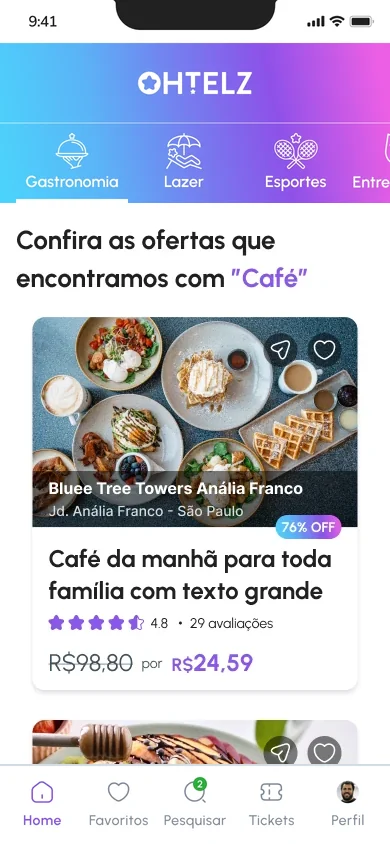 9:41
OHTELZ
Gastronomia
Lazer
Esportes
Entre
Confira as ofertas que
encontramos com "Café"
Bluee Tree Towers Anália Franco
Jd. Anália Franco - São Paulo
76% OFF
Café da manhã para toda
família com texto grande
4.8 • 29 avaliações
R$98,80 por R$24,59
2
Home
Favoritos
Pesquisar
Tickets
Perfil